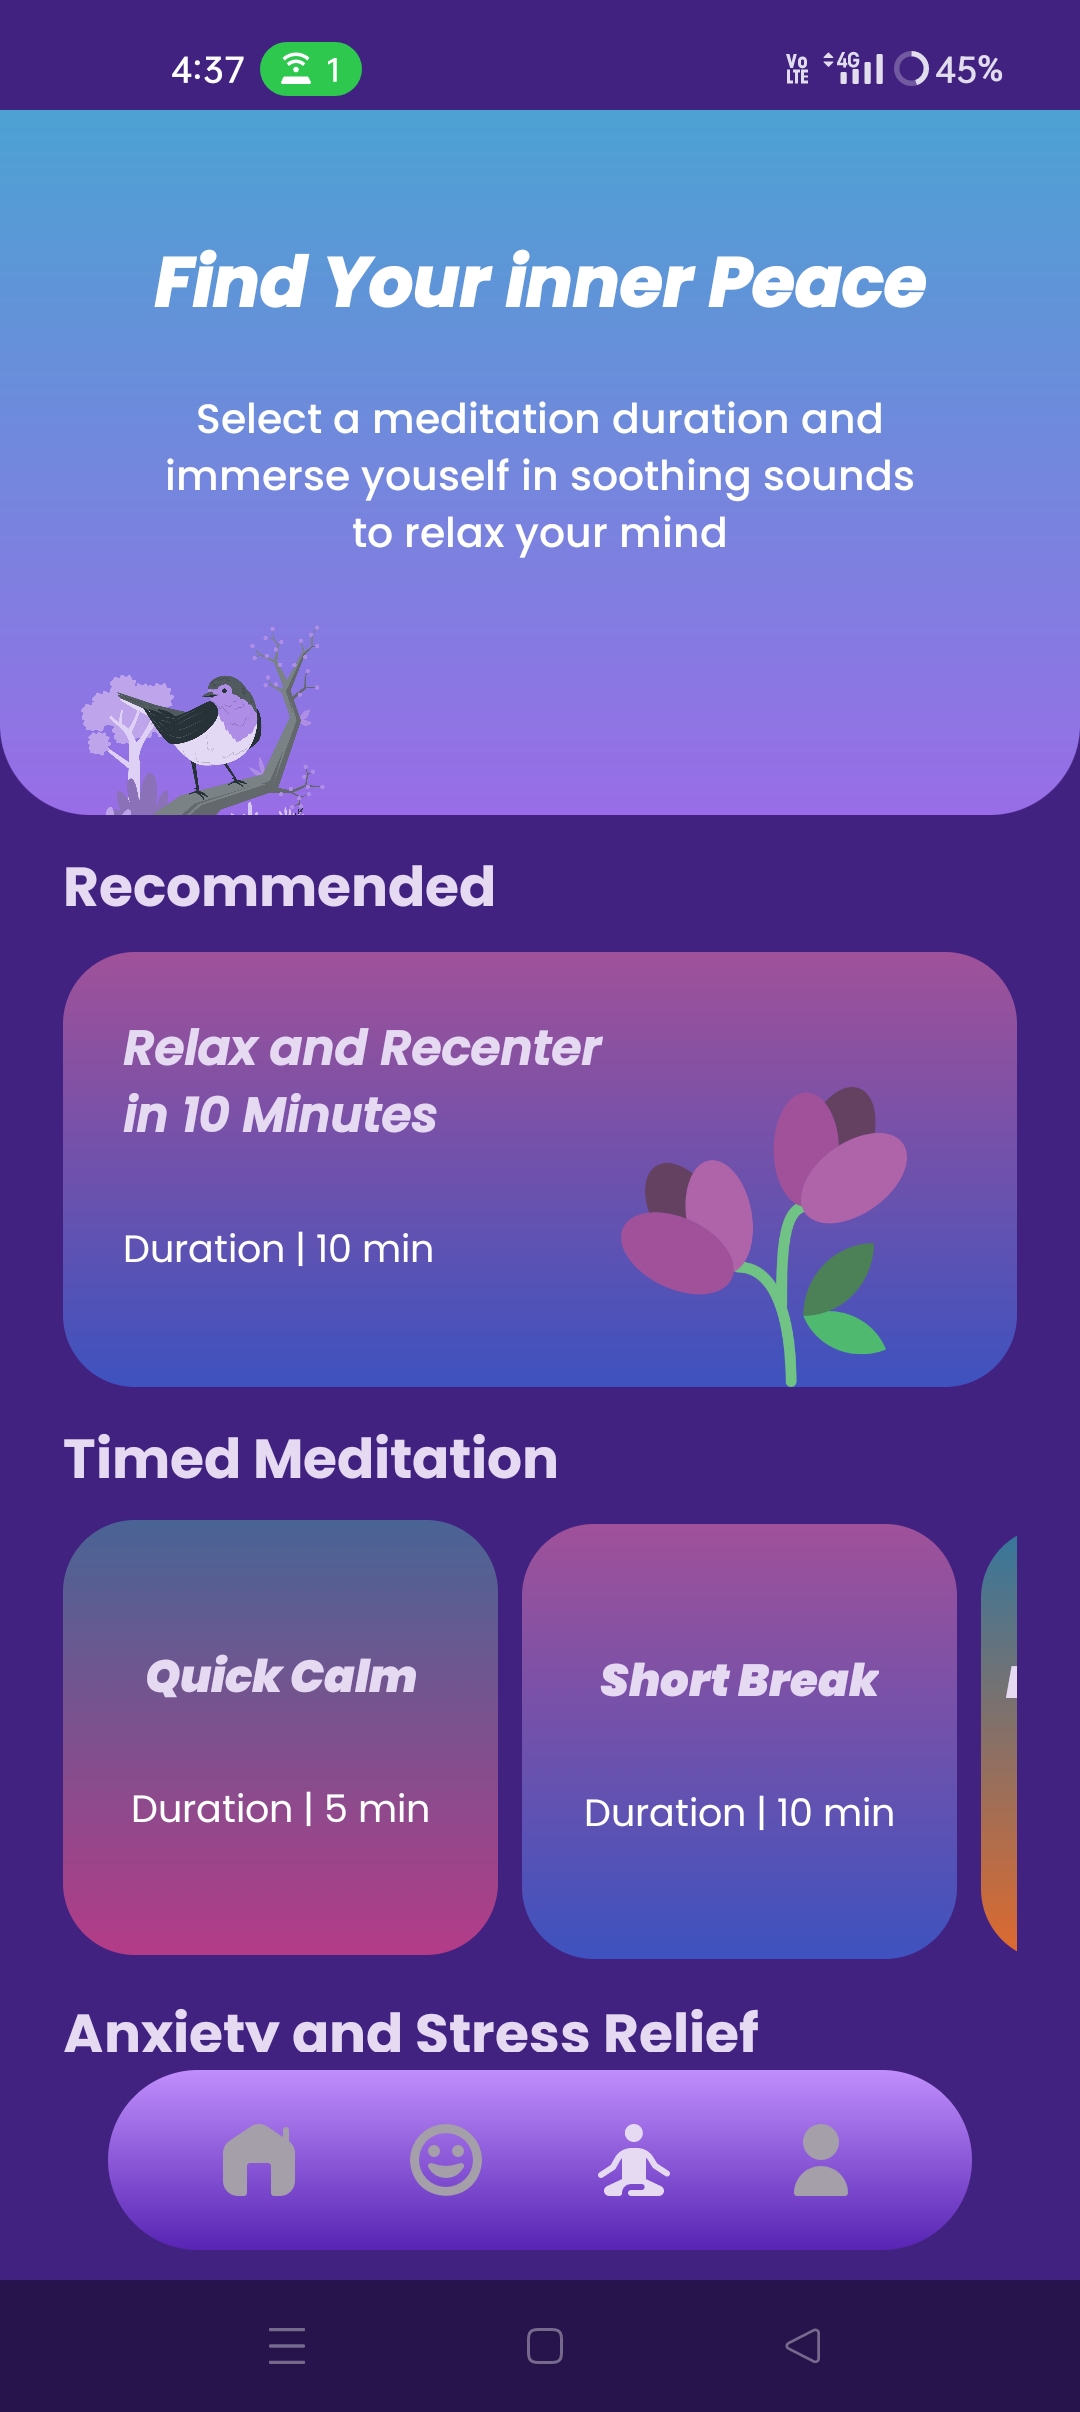 4:37 1 Vo LTE 4G 45%
Find Your inner Peace
Select a meditation duration and
immerse youself in soothing sounds
to relax your mind
Recommended
Relax and Recenter
in 10 Minutes
Duration | 10 min
Timed Meditation
Quick Calm
Duration | 5 min
Short Break
Duration | 10 min
Anxiety and Stress Relief